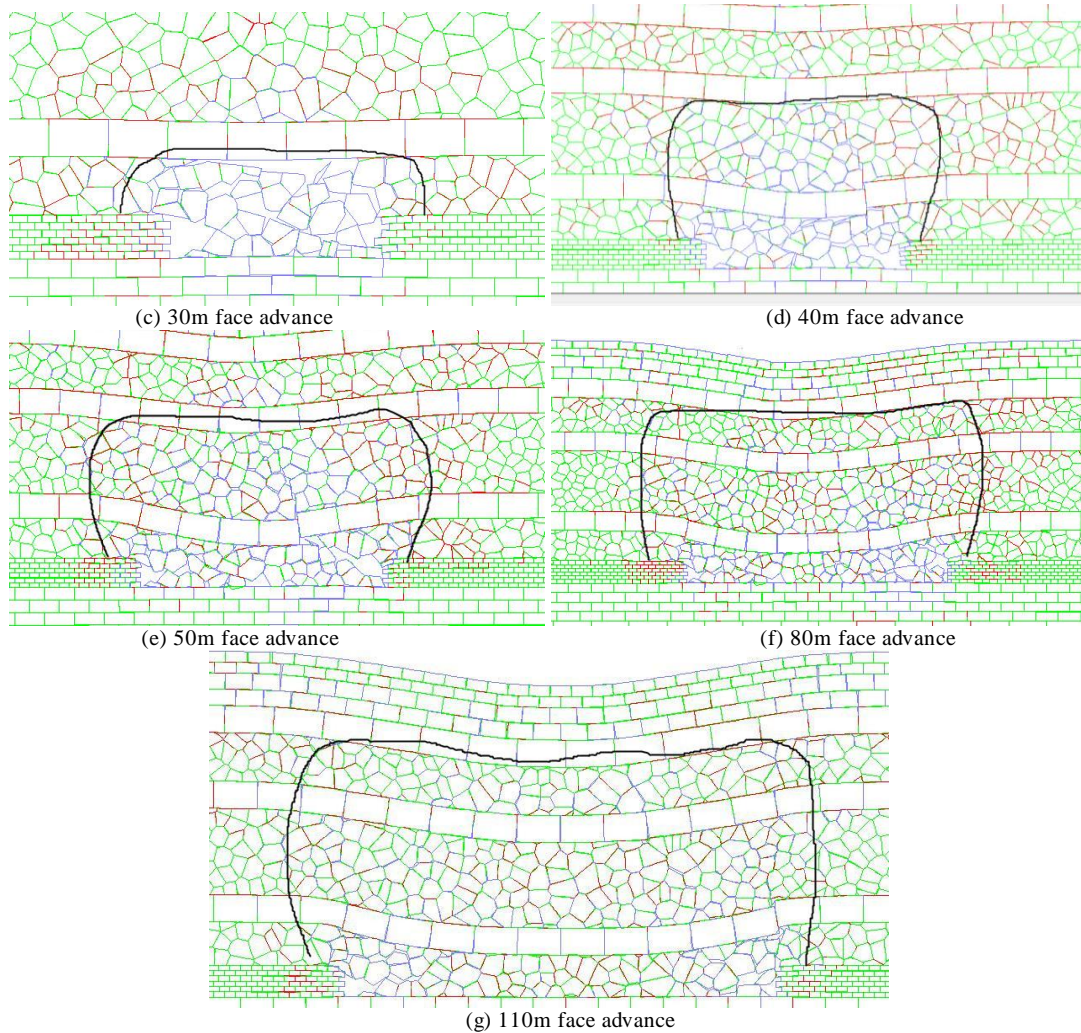 (c) 30m face advance
(d) 40m face advance
(e) 50m face advance
(f) 80m face advance
(g) 110m face advance